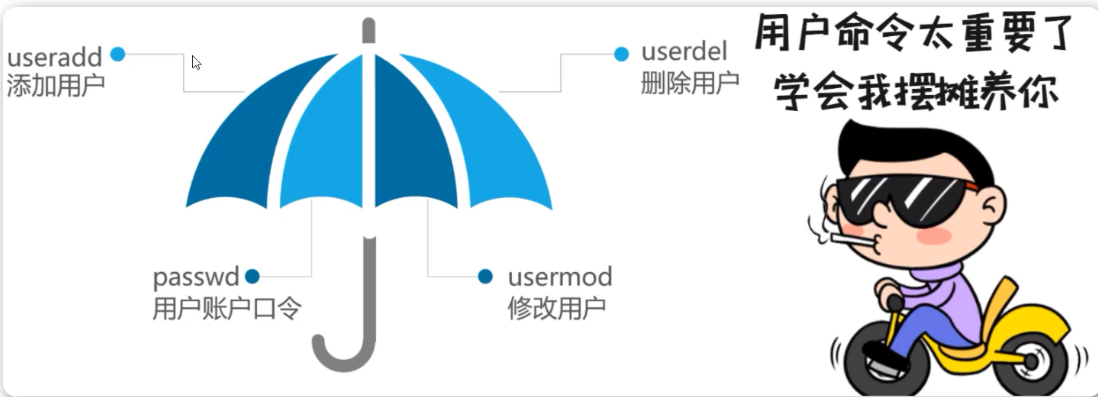 useradd
添加用户
userdel
删除用户
用户命令太重要了
学会我摆摊养你
passwd
用户账户口令
usermod
修改用户